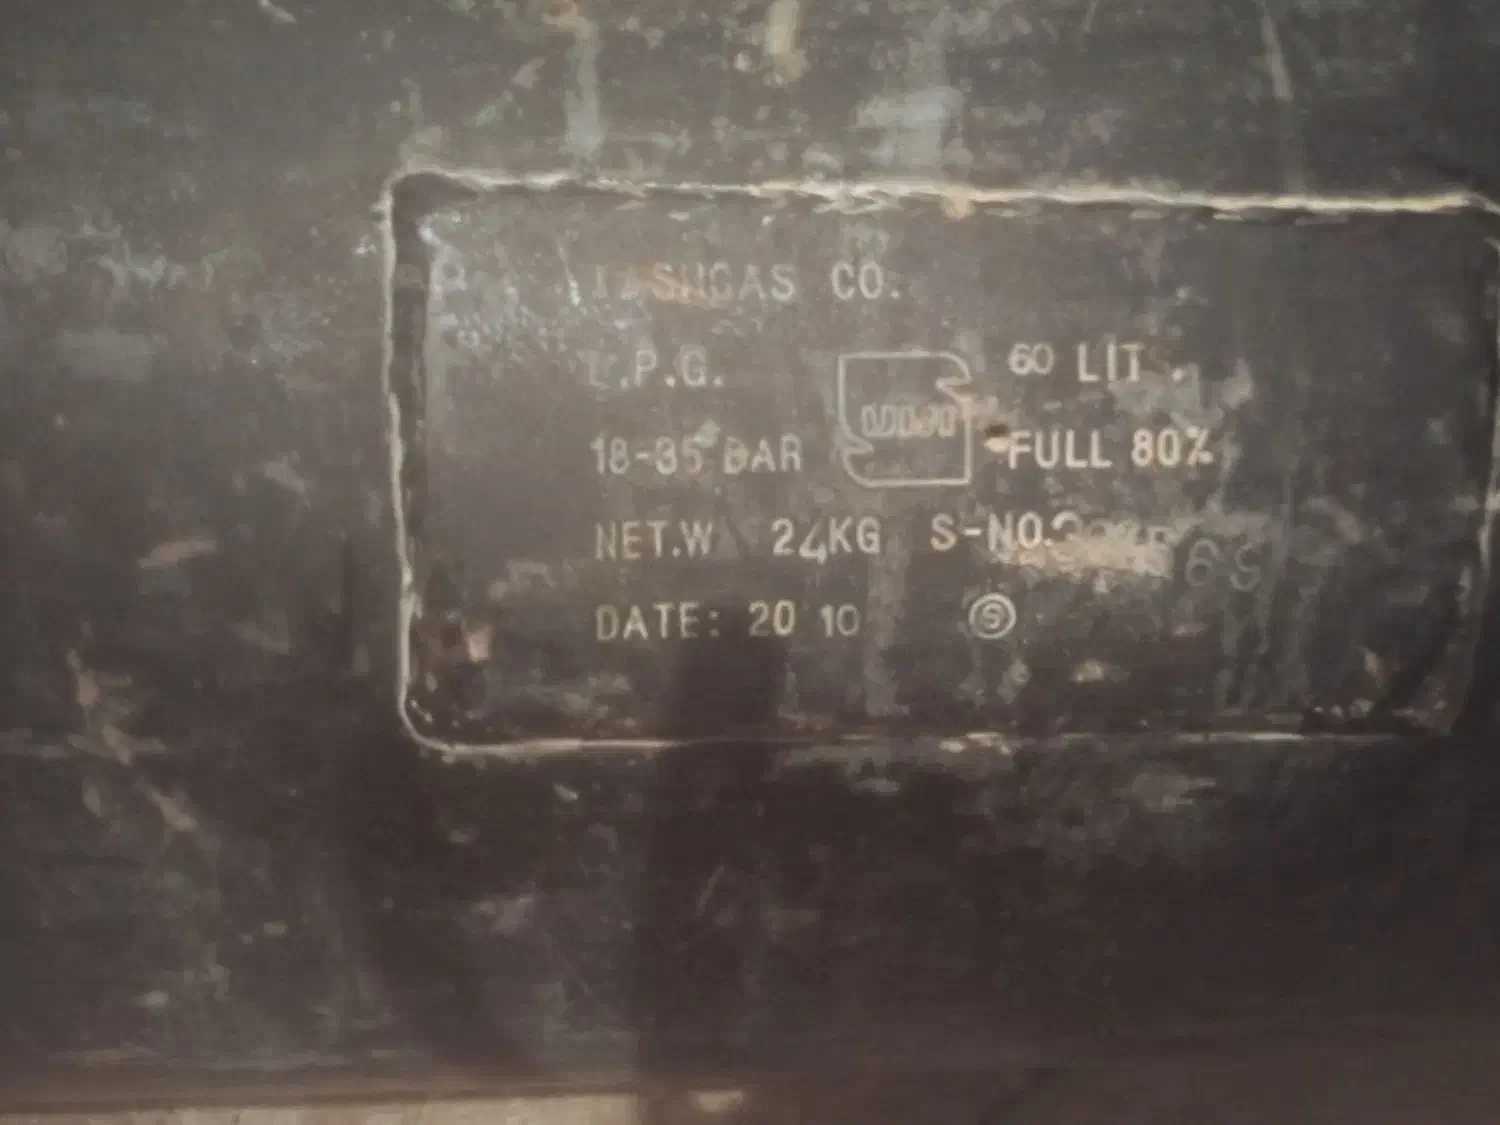 CO.
L.P.G.
60 LIT.
18-35 BAR
FULL 80%
NET.W 24KG S-NO.
DATE: 20 10
S